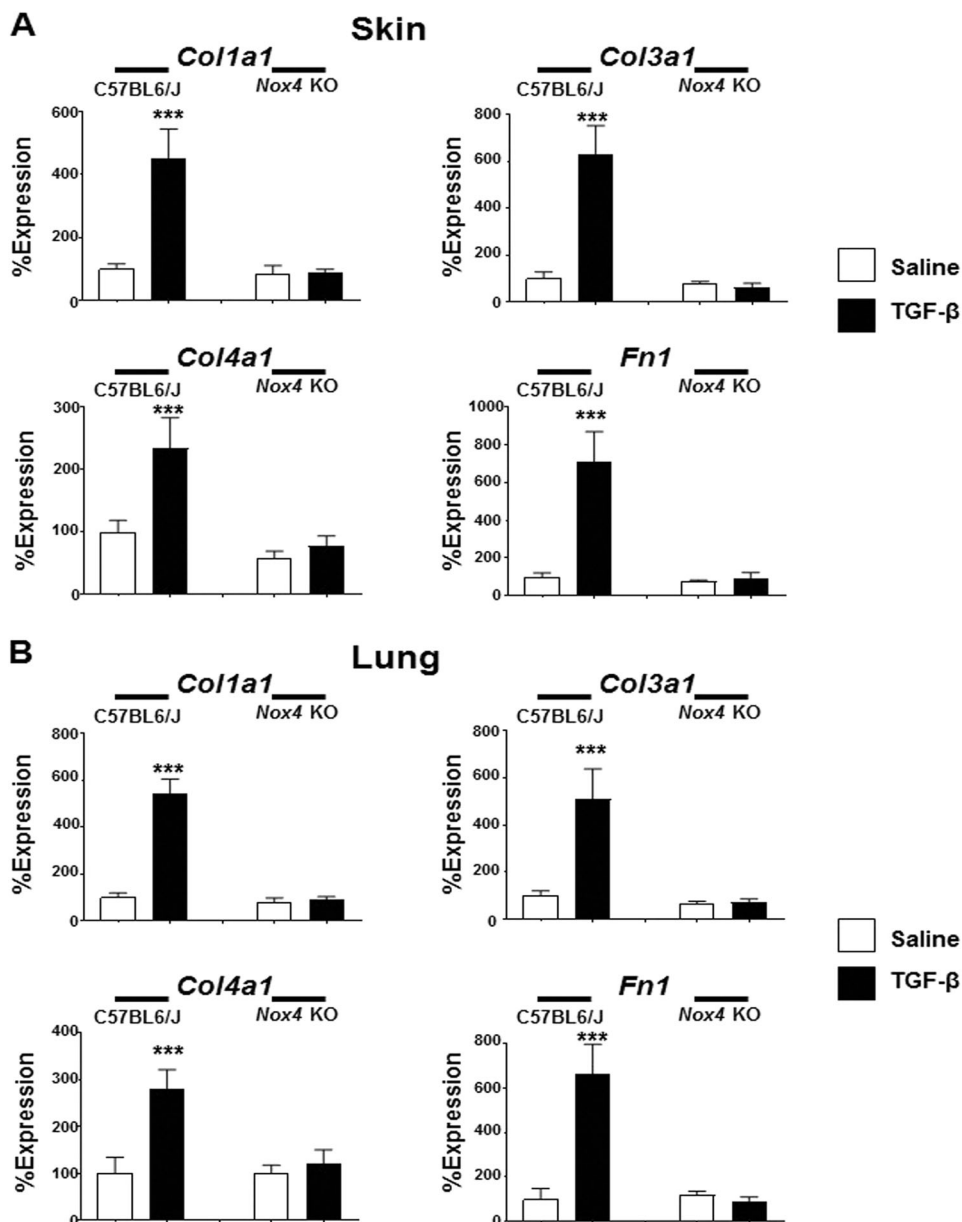 A
Skin
Col1a1
C57BL6/J Nox4 KO
%Expression
600
400
200
0
***
Col3a1
C57BL6/J Nox4 KO
%Expression
800
600
400
200
0
***
Saline
TGF-β
Col4a1
C57BL6/J Nox4 KO
%Expression
300
200
100
0
***
Fn1
C57BL6/J Nox4 KO
%Expression
1000
800
600
400
200
0
***
B
Lung
Col1a1
C57BL6/J Nox4 KO
%Expression
800
600
400
200
0
***
Col3a1
C57BL6/J Nox4 KO
%Expression
800
600
400
200
0
***
Saline
TGF-β
Col4a1
C57BL6/J Nox4 KO
%Expression
400
300
200
100
0
***
Fn1
C57BL6/J Nox4 KO
%Expression
800
600
400
200
0
***